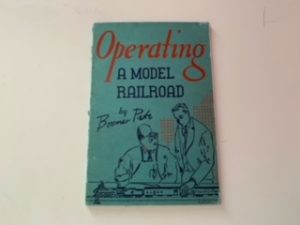 Operating
A MODEL
RAILROAD
by
Boomer Pete